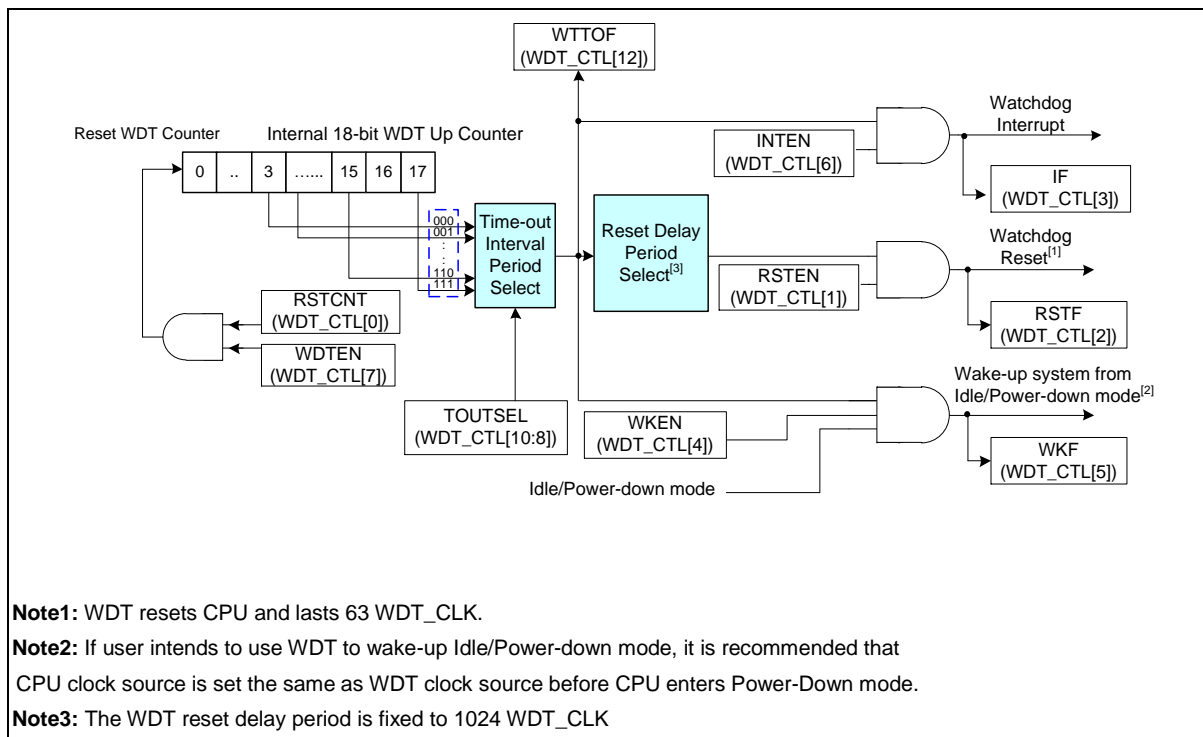 WTTOF
(WDT_CTL[12])
Reset WDT Counter
Internal 18-bit WDT Up Counter
0 .. 3 …... 15 16 17
000
001
:
:
110
111
Time-out
Interval
Period
Select
Reset Delay
Period
Select[3]
INTEN
(WDT_CTL[6])
Watchdog
Interrupt
IF
(WDT_CTL[3])
RSTEN
(WDT_CTL[1])
Watchdog
Reset[1]
RSTF
(WDT_CTL[2])
RSTCNT
(WDT_CTL[0])
WDTEN
(WDT_CTL[7])
TOUTSEL
(WDT_CTL[10:8])
WKEN
(WDT_CTL[4])
Idle/Power-down mode
Wake-up system from
Idle/Power-down mode[2]
WKF
(WDT_CTL[5])
Note1: WDT resets CPU and lasts 63 WDT_CLK.
Note2: If user intends to use WDT to wake-up Idle/Power-down mode, it is recommended that
CPU clock source is set the same as WDT clock source before CPU enters Power-Down mode.
Note3: The WDT reset delay period is fixed to 1024 WDT_CLK